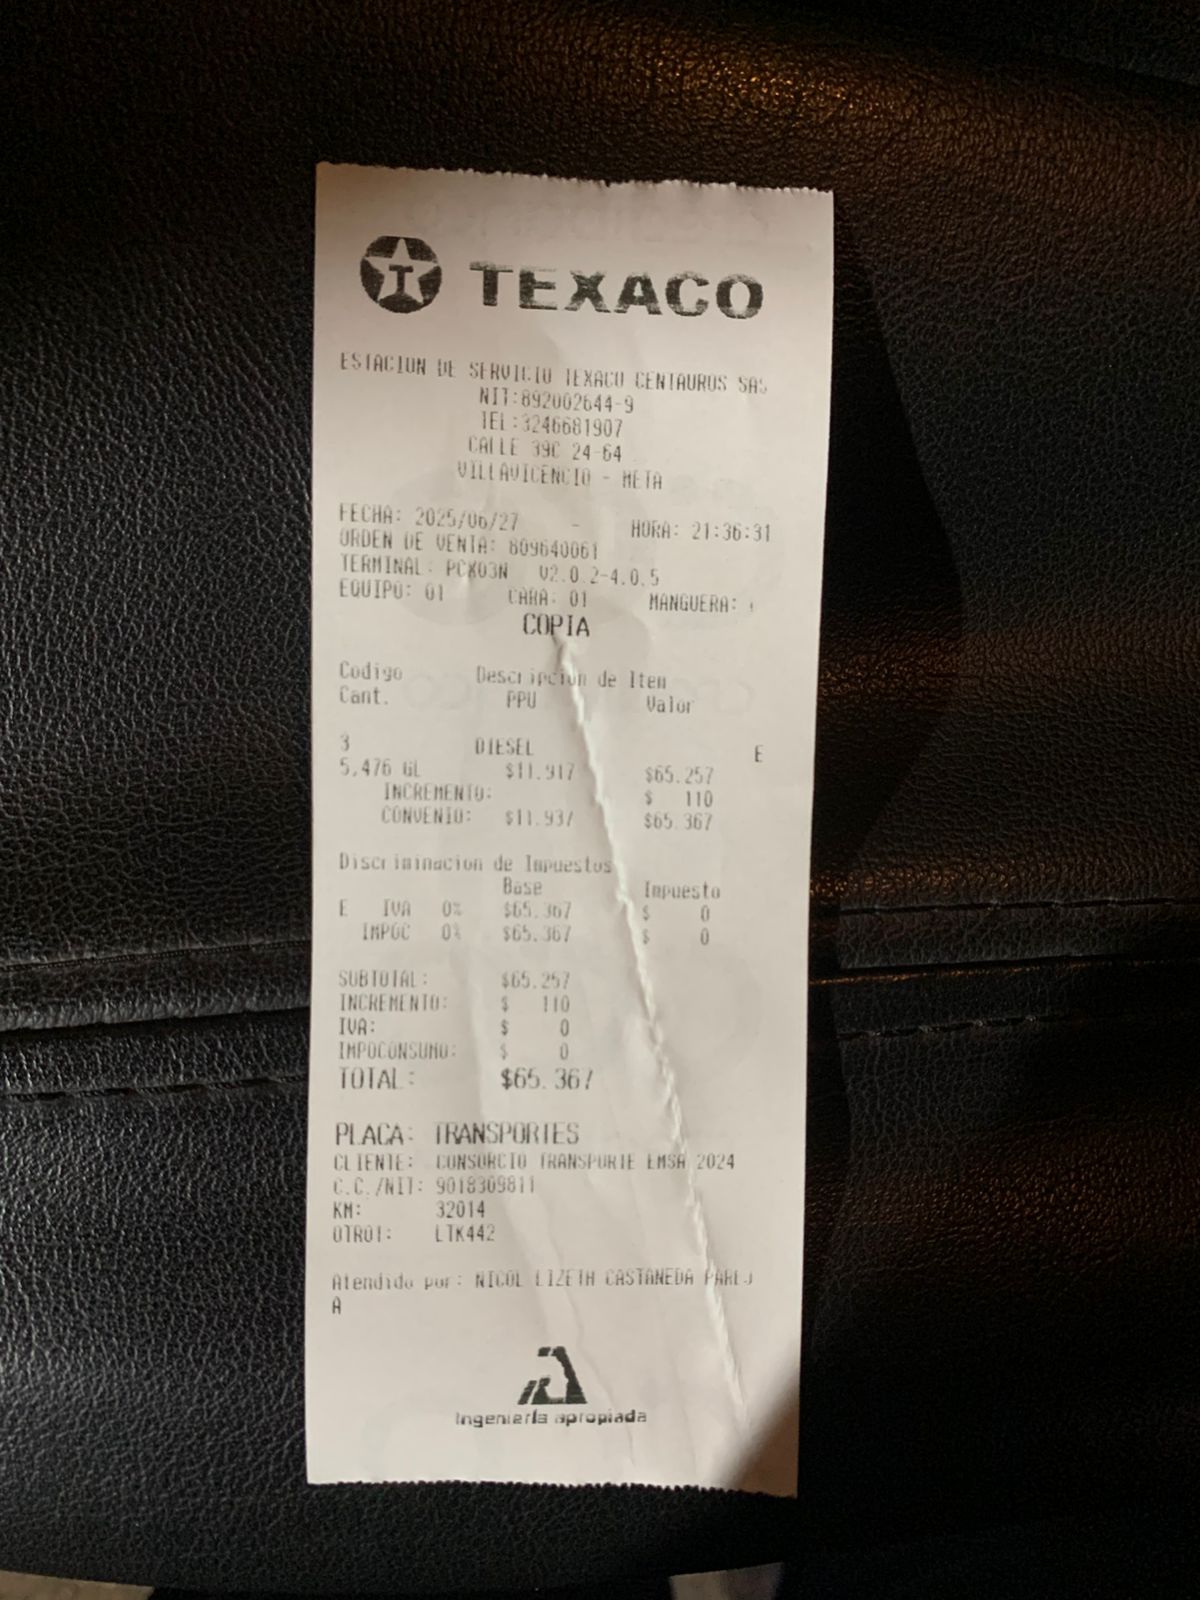 TEXACO
ESTACION DE SERVICIO TEXACO CENTAUROS SAS
NIT:892002644-9
TEL:3246681907
CALLE 39C 24-64
VILLAVICENCIO - META
FECHA: 2025/06/27 - HORA: 21:36:31
ORDEN DE VENTA: 809640061
TERMINAL: PCX03N V2.0.2-4.0.5
EQUIPO: 01 CARA: 01 MANGUERA:
COPIA
Codigo Descripcion de Item
Cant. PPU Valor
3 DIESEL E
5,476 GL $11.917 $65.257
INCREMENTO: $ 110
CONVENIO: $11.937 $65.367
Discriminacion de Impuestos
Base Impuesto
E IVA 0% $65.367 $ 0
IMPOC 0% $65.367 $ 0
SUBTOTAL: $65.257
INCREMENTO: $ 110
IVA: $ 0
IMPOCONSUMO: $ 0
TOTAL: $65.367
PLACA: TRANSPORTES
CLIENTE: CONSORCIO TRANSPORTE EMSA 2024
C.C./NIT: 9018309811
KM: 32014
OTRO1: LTK442
Atendido por: NICOL LIZETH CASTANEDA PAREJ
A
Ingeniería apropiada